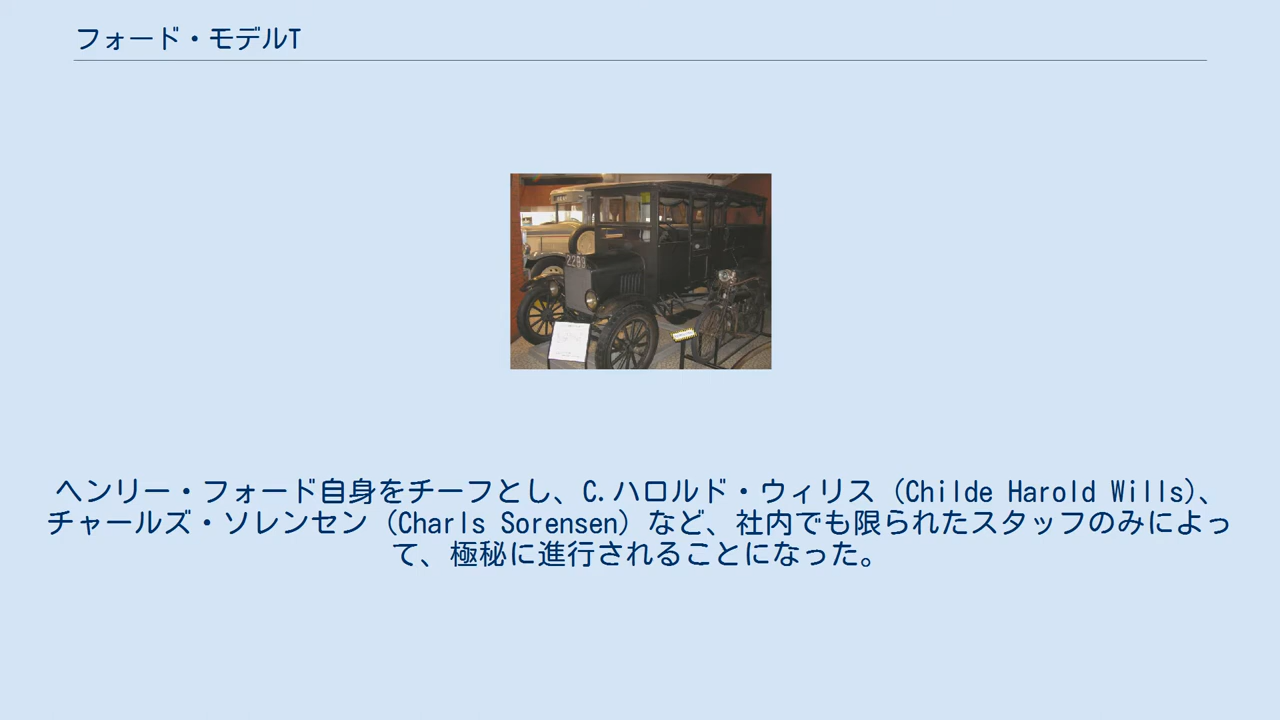 フォード・モデルT
2293
ヘンリー・フォード自身をチーフとし、C.ハロルド・ウィリス（Childe Harold Wills)、
チャールズ・ソレンセン（Charls Sorensen）など、社内でも限られたスタッフのみによっ
て、極秘に進行されることになった。